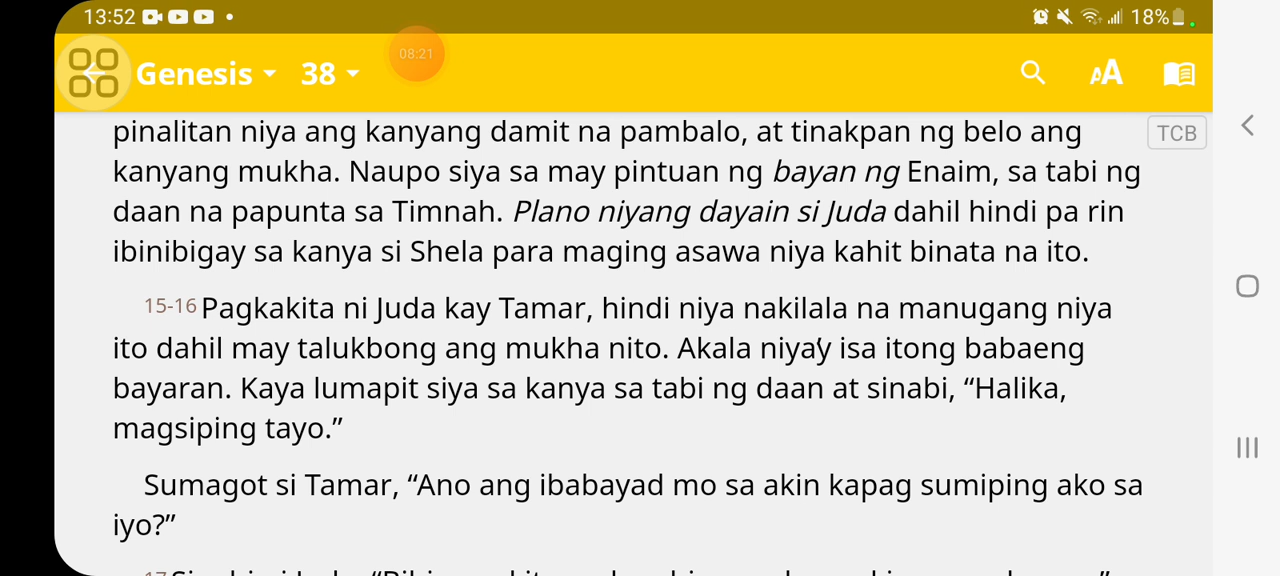 13:52 18%
Genesis 38 08:21 AA
pinalitan niya ang kanyang damit na pambalo, at tinakpan ng belo ang
TCB
kanyang mukha. Naupo siya sa may pintuan ng bayan ng Enaim, sa tabi ng
daan na papunta sa Timnah. Plano niyang dayain si Juda dahil hindi pa rin
ibinibigay sa kanya si Shela para maging asawa niya kahit binata na ito.
15-16 Pagkakita ni Juda kay Tamar, hindi niya nakilala na manugang niya
ito dahil may talukbong ang mukha nito. Akala niyaʼy isa itong babaeng
bayaran. Kaya lumapit siya sa kanya sa tabi ng daan at sinabi, “Halika,
magsiping tayo.”
Sumagot si Tamar, “Ano ang ibabayad mo sa akin kapag sumiping ako sa
iyo?”